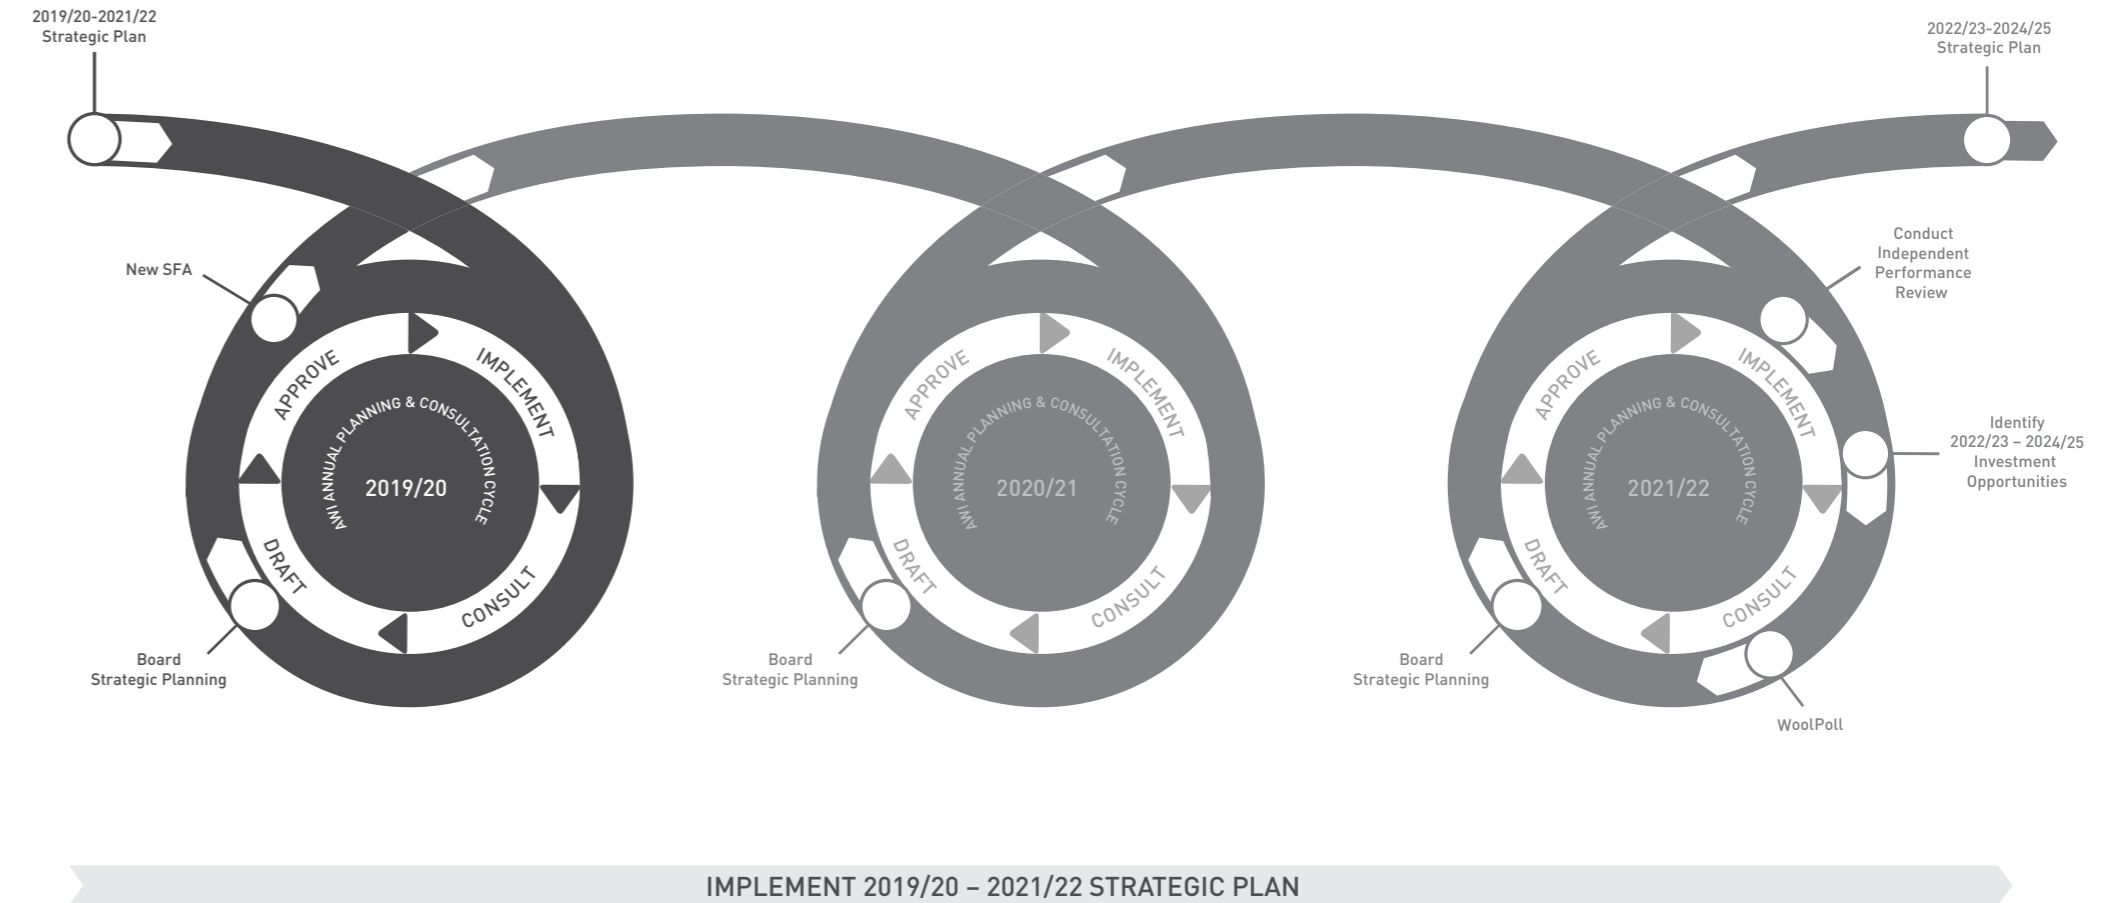 2019/20-2021/22
Strategic Plan
2022/23-2024/25
Strategic Plan
New SFA
APPROVE
IMPLEMENT
CONSULT
DRAFT
AWI ANNUAL PLANNING & CONSULTATION CYCLE
2019/20
Board
Strategic Planning
APPROVE
IMPLEMENT
CONSULT
DRAFT
AWI ANNUAL PLANNING & CONSULTATION CYCLE
2020/21
Board
Strategic Planning
APPROVE
IMPLEMENT
CONSULT
DRAFT
AWI ANNUAL PLANNING & CONSULTATION CYCLE
2021/22
Conduct
Independent
Performance
Review
Identify
2022/23 – 2024/25
Investment
Opportunities
Board
Strategic Planning
WoolPoll
IMPLEMENT 2019/20 – 2021/22 STRATEGIC PLAN